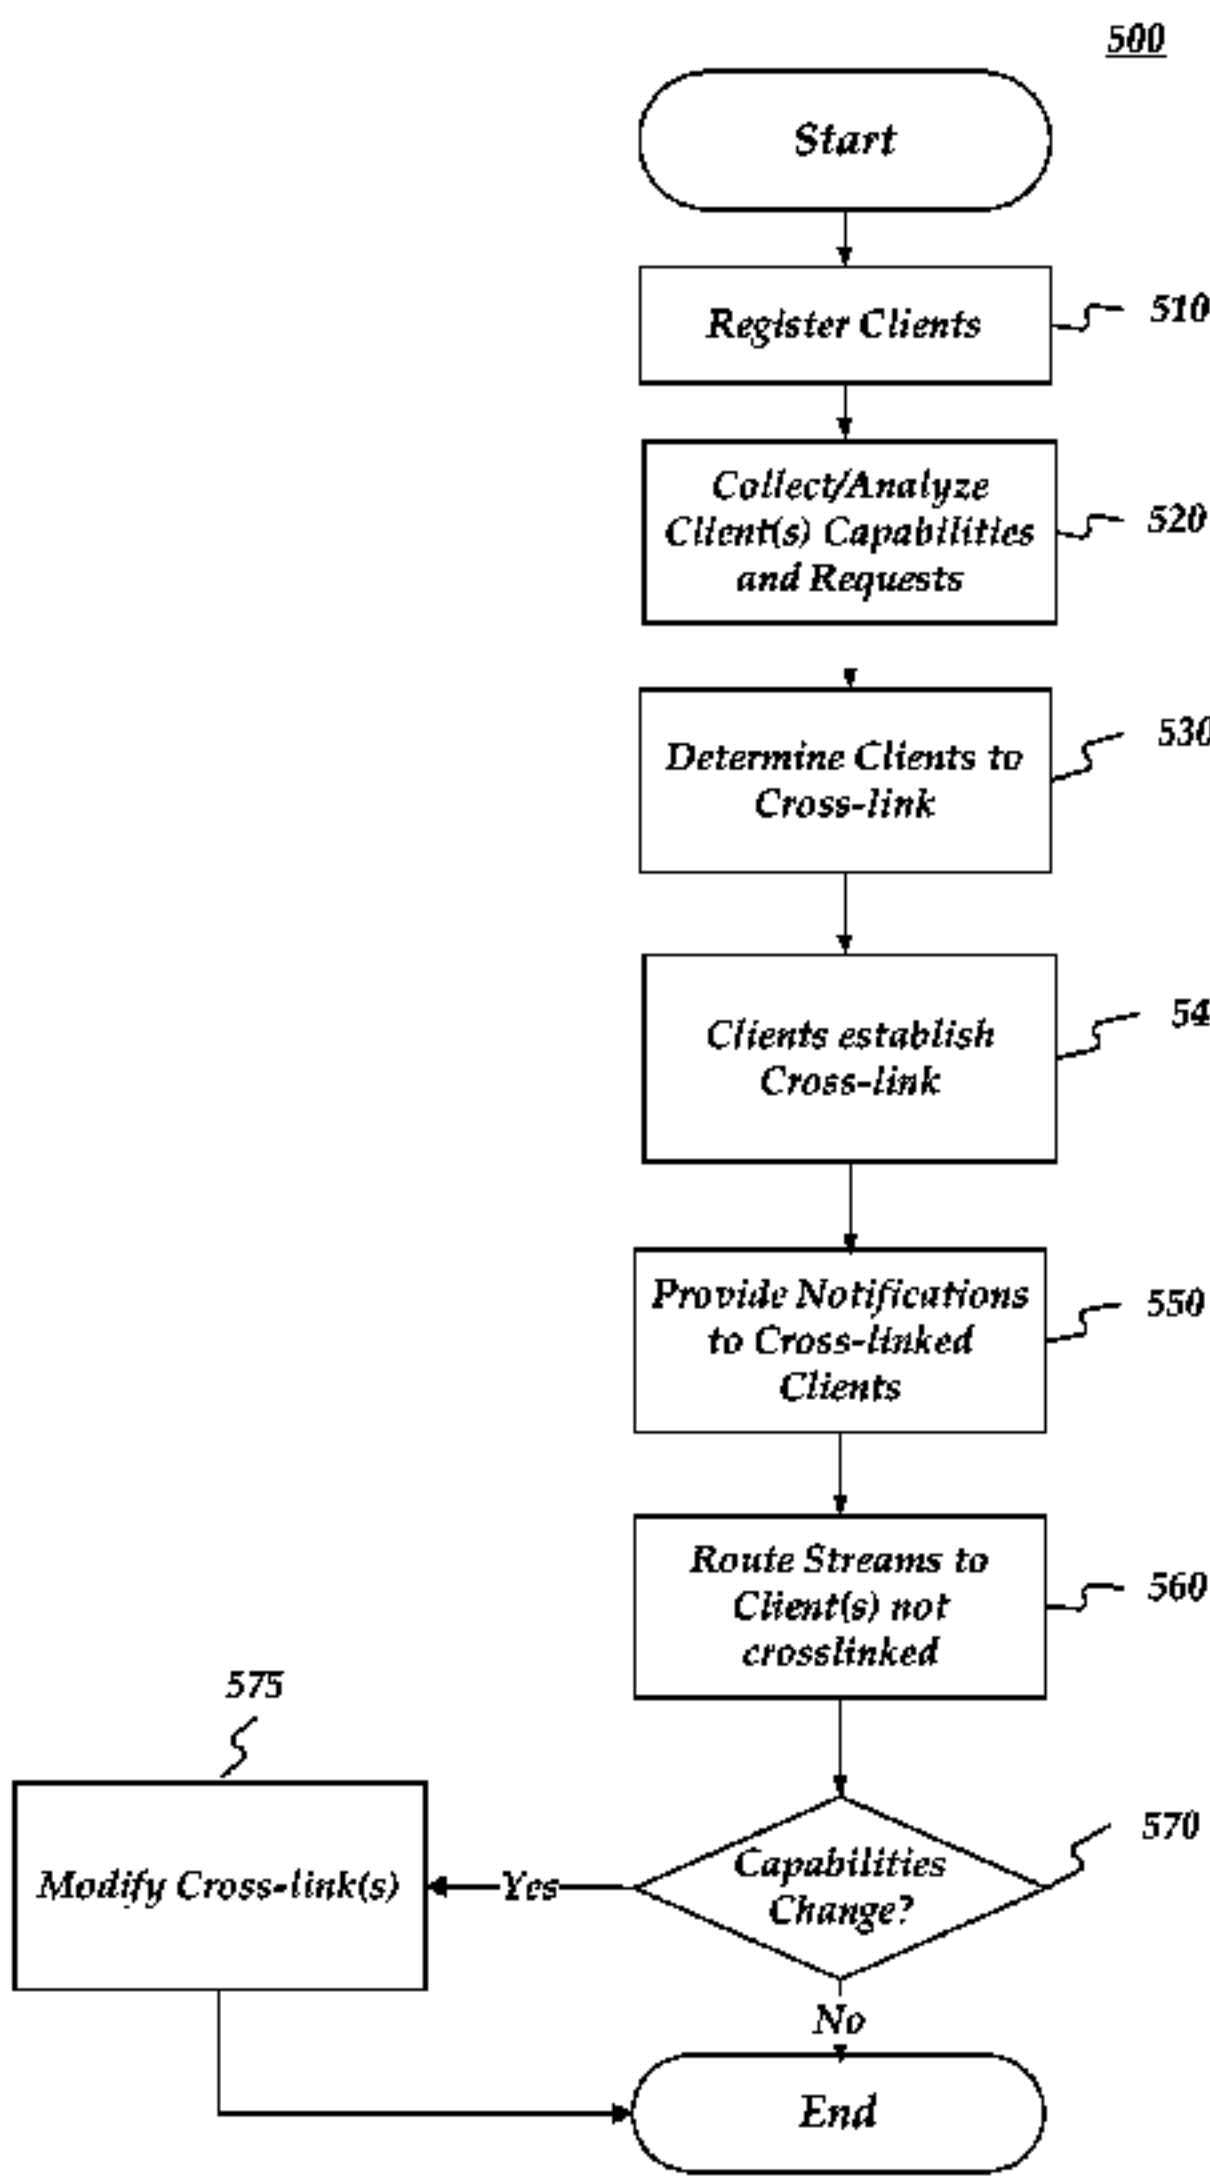 500
Start
Register Clients
510
Collect/Analyze
Client(s) Capabilities
and Requests
520
Determine Clients to
Cross-link
530
Clients establish
Cross-link
54
Provide Notifications
to Cross-linked
Clients
550
Route Streams to
Client(s) not
crosslinked
560
575
Modify Cross-link(s)
Yes
Capabilities
Change?
570
No
End